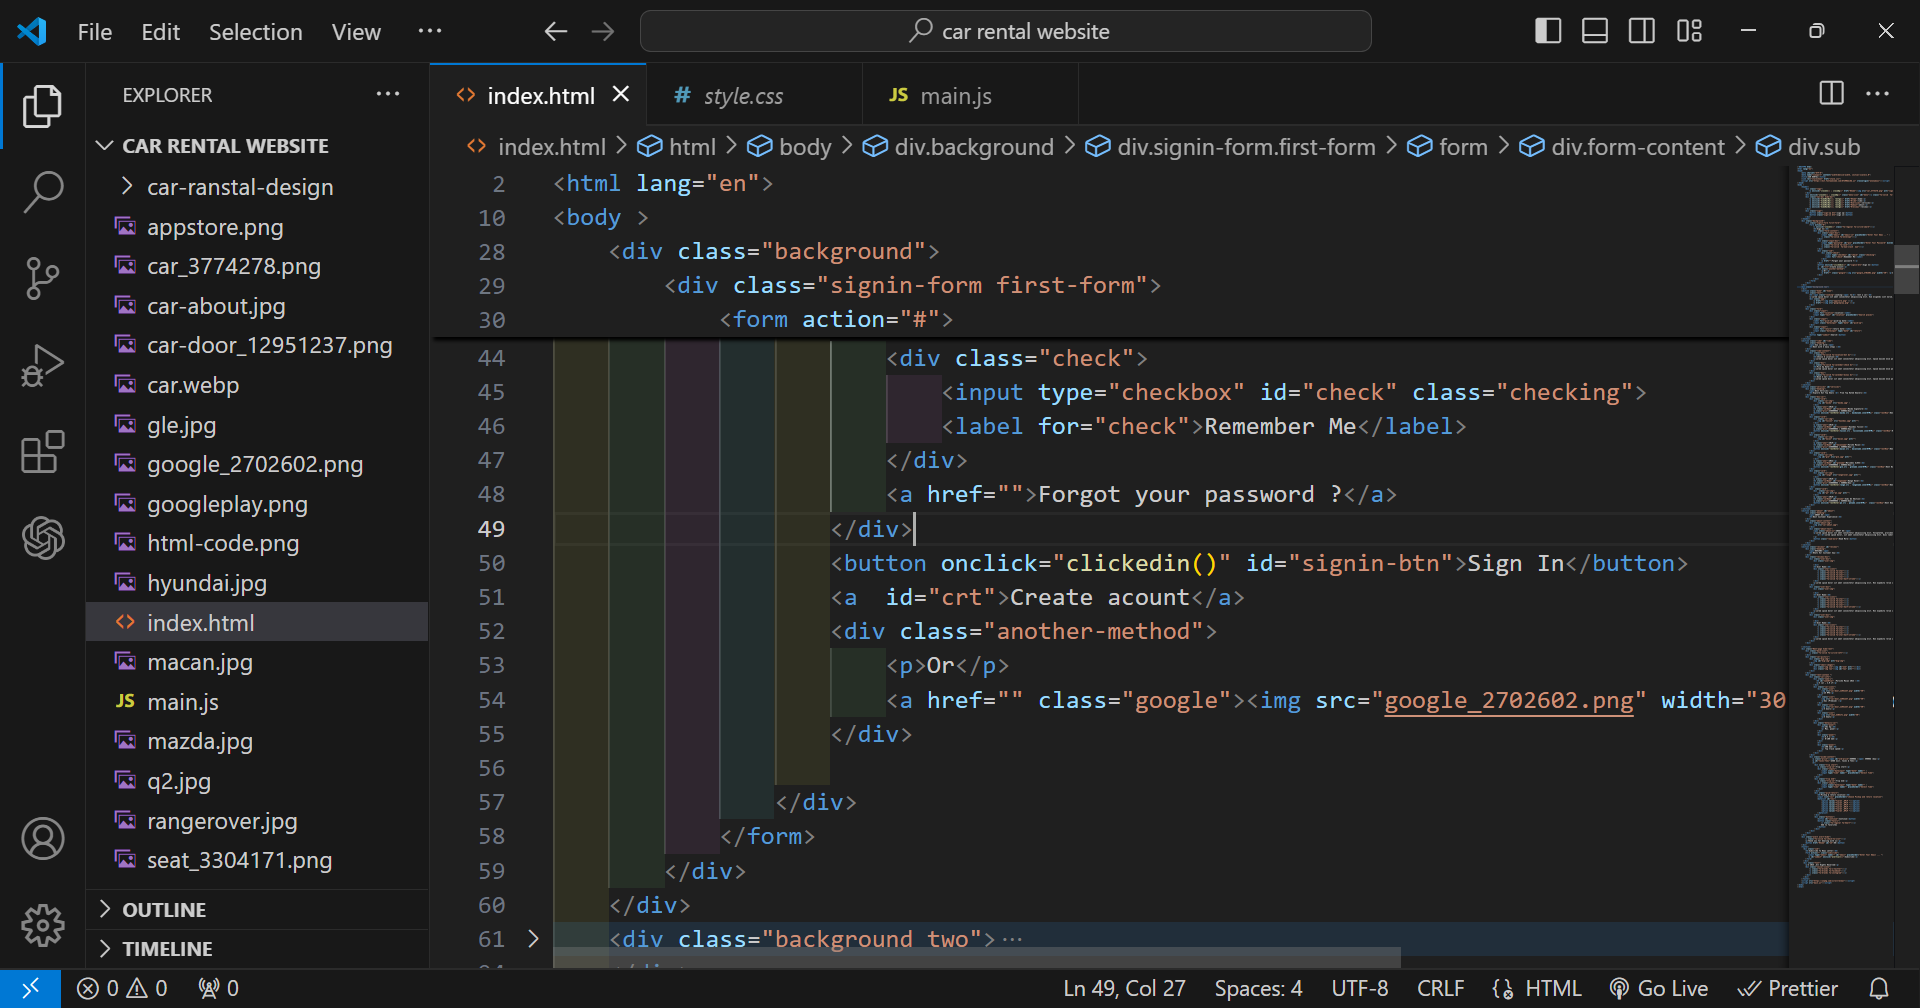 File Edit Selection View ··· car rental website
EXPLORER ···
CAR RENTAL WEBSITE
car-ranstal-design
appstore.png
car_3774278.png
car-about.jpg
car-door_12951237.png
car.webp
gle.jpg
google_2702602.png
googleplay.png
html-code.png
hyundai.jpg
index.html
macan.jpg
JS main.js
mazda.jpg
q2.jpg
rangerover.jpg
seat_3304171.png
OUTLINE
TIMELINE
<> index.html # style.css JS main.js
<> index.html > html > body > div.background > div.signin-form.first-form > form > div.form-content > div.sub
2 <html lang="en">
10 <body >
28 <div class="background">
29 <div class="signin-form first-form">
30 <form action="#">
44 <div class="check">
45 <input type="checkbox" id="check" class="checking">
46 <label for="check">Remember Me</label>
47 </div>
48 <a href="">Forgot your password ?</a>
49 </div>
50 <button onclick="clickedin()" id="signin-btn">Sign In</button>
51 <a  id="crt">Create acount</a>
52 <div class="another-method">
53 <p>Or</p>
54 <a href="" class="google"><img src="google_2702602.png" width="30
55 </div>
56
57 </div>
58 </form>
59 </div>
60 </div>
61 <div class="background two">···
0 0 0 Ln 49, Col 27 Spaces: 4 UTF-8 CRLF {} HTML Go Live Prettier